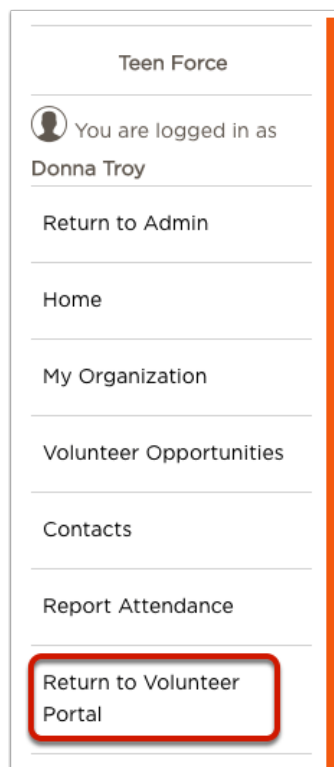 Teen Force
You are logged in as
Donna Troy
Return to Admin
Home
My Organization
Volunteer Opportunities
Contacts
Report Attendance
Return to Volunteer
Portal